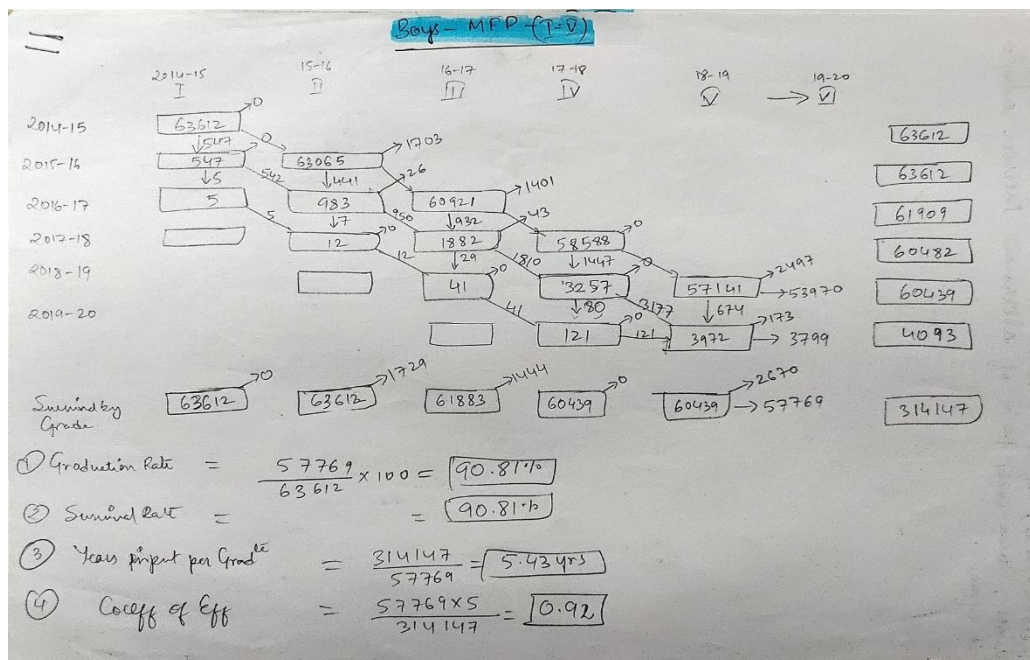 Boys - MFP - (I-V)
2014-15 15-16 16-17 17-18 18-19 19-20
I II III IV V → VI
2014-15 63612 →0 63612
↓547 0
2015-16 547 63065 →1703 63612
↓5 542 ↓441 26
2016-17 5 983 60921 →1401 61909
5 ↓7 950 ↓932 43
2017-18 12 0 1882 58588 0 60482
12 ↓29 1810 ↓1447 0
2018-19 41 0 3257 57141 →2497 →53970 60439
41 ↓80 3177 ↓674
2019-20 121 0 121 3972 →173 → 3799 4093
Survival by Grade 63612 →0 63612 →1729 61883 →1444 60439 →0 60439 →2670 →57769 314147
① Graduation Rate = 57769 / 63612 × 100 = 90.81%
② Survival Rate = = 90.81%
③ Years input per Gradte = 314147 / 57769 = 5.43 yrs
④ Coceff of Eff = 57769×5 / 314147 = 0.92